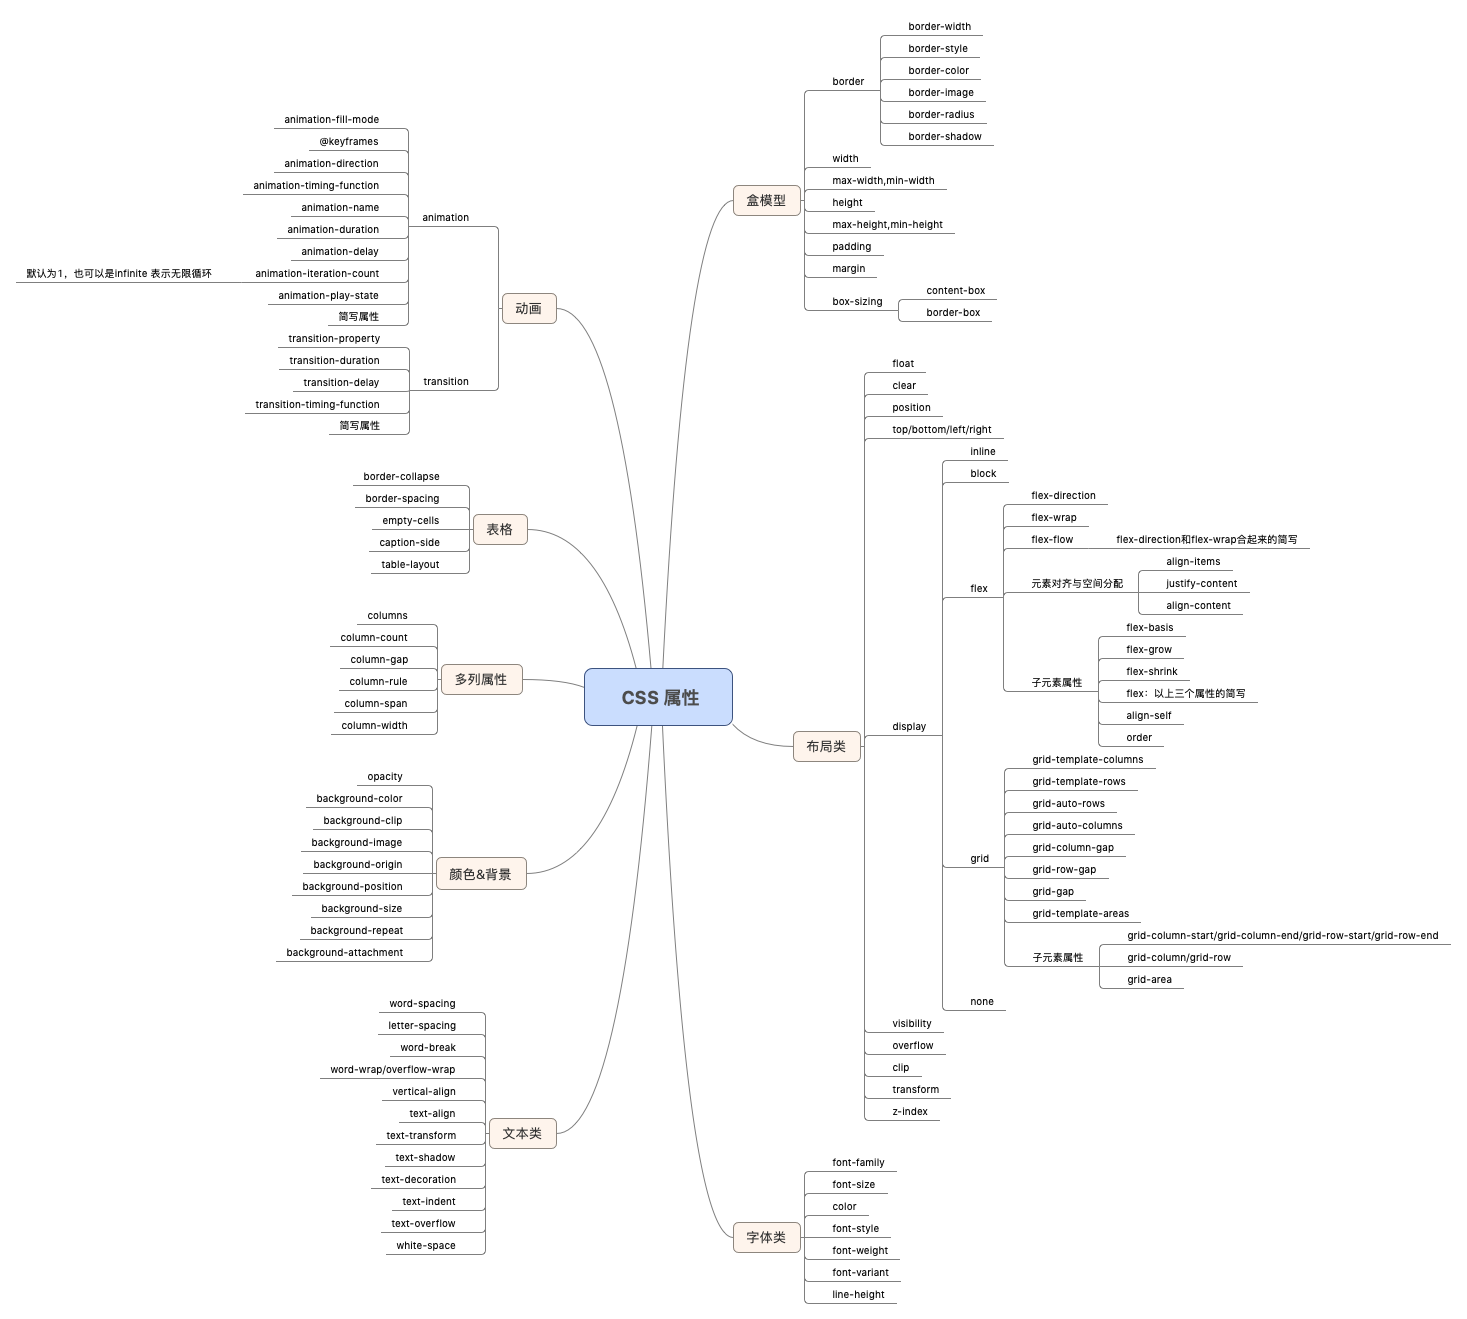 CSS 属性
盒模型
border
border-width
border-style
border-color
border-image
border-radius
border-shadow
width
max-width,min-width
height
max-height,min-height
padding
margin
box-sizing
content-box
border-box
布局类
float
clear
position
top/bottom/left/right
display
inline
block
flex
flex-direction
flex-wrap
flex-flow
flex-direction和flex-wrap合起来的简写
元素对齐与空间分配
align-items
justify-content
align-content
子元素属性
flex-basis
flex-grow
flex-shrink
flex：以上三个属性的简写
align-self
order
grid
grid-template-columns
grid-template-rows
grid-auto-rows
grid-auto-columns
grid-column-gap
grid-row-gap
grid-gap
grid-template-areas
子元素属性
grid-column-start/grid-column-end/grid-row-start/grid-row-end
grid-column/grid-row
grid-area
none
visibility
overflow
clip
transform
z-index
字体类
font-family
font-size
color
font-style
font-weight
font-variant
line-height
动画
animation
animation-fill-mode
@keyframes
animation-direction
animation-timing-function
animation-name
animation-duration
animation-delay
animation-iteration-count
默认为1，也可以是infinite 表示无限循环
animation-play-state
简写属性
transition
transition-property
transition-duration
transition-delay
transition-timing-function
简写属性
表格
border-collapse
border-spacing
empty-cells
caption-side
table-layout
多列属性
columns
column-count
column-gap
column-rule
column-span
column-width
颜色&背景
opacity
background-color
background-clip
background-image
background-origin
background-position
background-size
background-repeat
background-attachment
文本类
word-spacing
letter-spacing
word-break
word-wrap/overflow-wrap
vertical-align
text-align
text-transform
text-shadow
text-decoration
text-indent
text-overflow
white-space